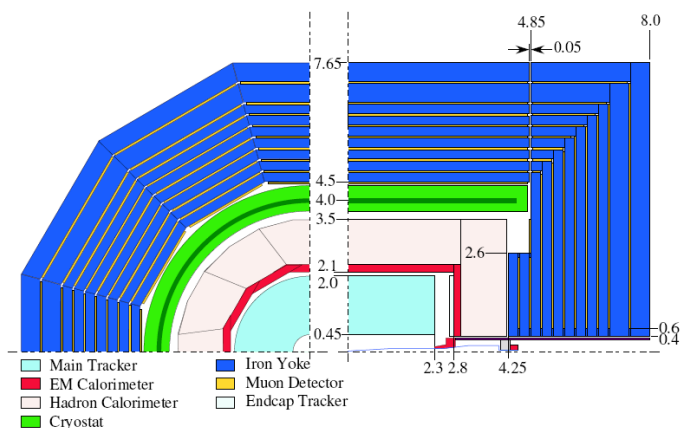 4.85
8.0
0.05
7.65
4.5
4.0
3.5
2.6
2.1
2.0
0.45
0.6
0.4
2.3
2.8
4.25
Main Tracker
EM Calorimeter
Hadron Calorimeter
Cryostat
Iron Yoke
Muon Detector
Endcap Tracker